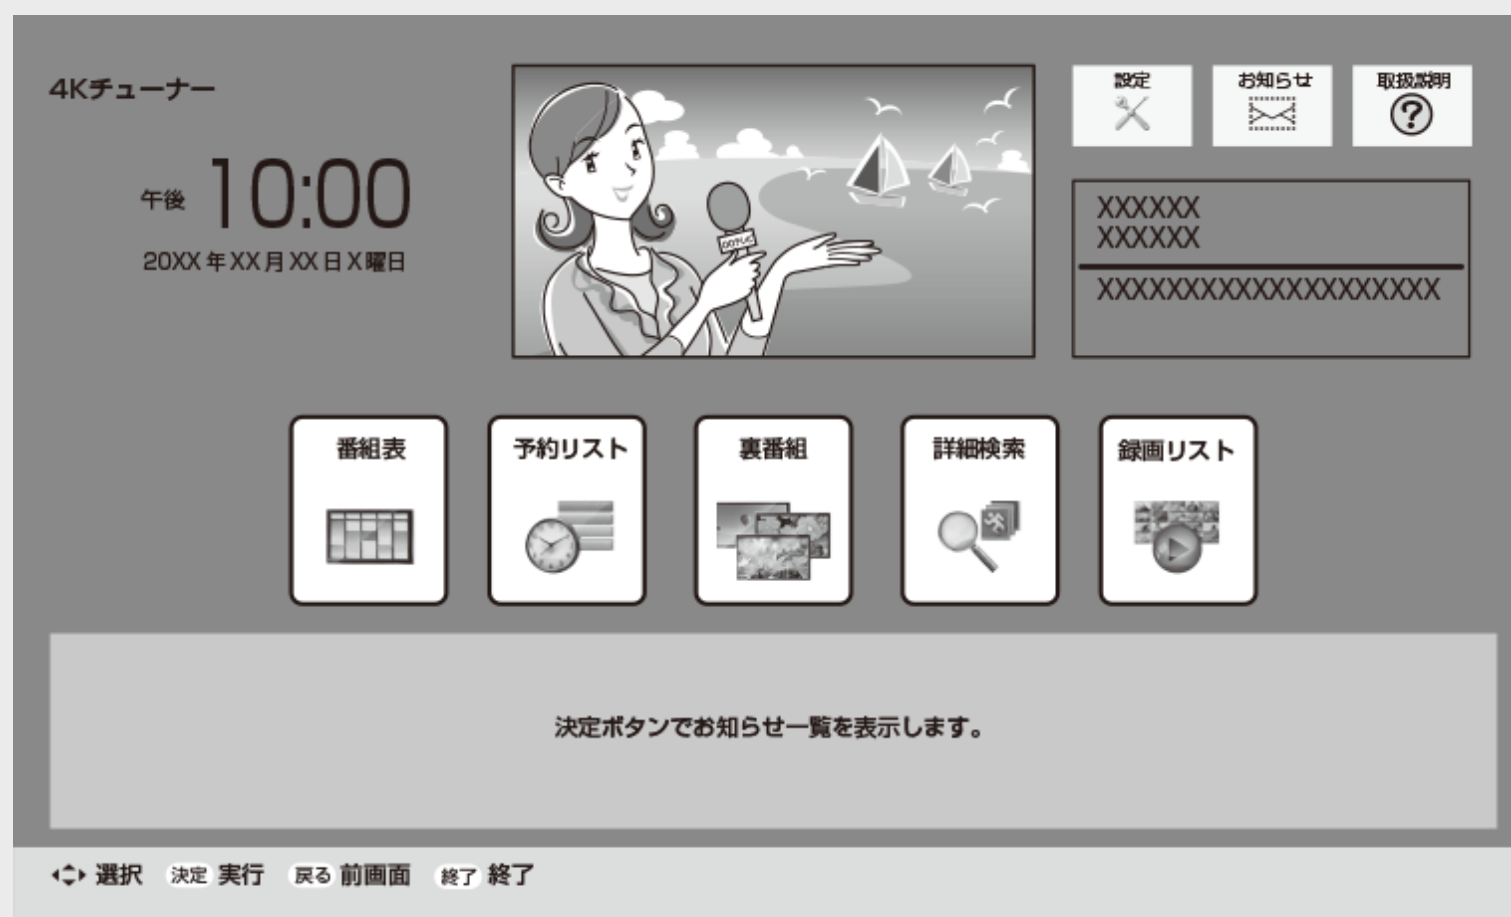 4Kチューナー
午後 10:00
20XX年XX月XX日X曜日
設定
お知らせ
取扱説明
XXXXXX
XXXXXX
XXXXXXXXXXXXXXXXXXXX
番組表
予約リスト
裏番組
詳細検索
録画リスト
決定ボタンでお知らせ一覧を表示します。
選択 決定 実行 戻る 前画面 終了 終了